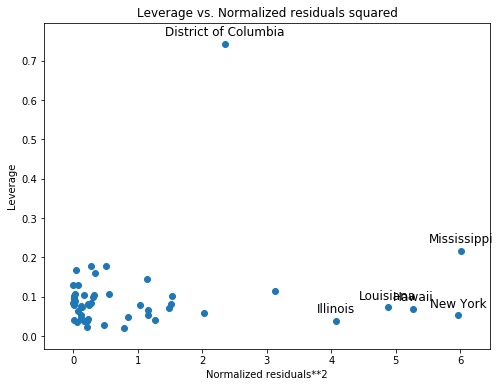 Leverage vs. Normalized residuals squared
District of Columbia
0.7
0.6
0.5
Leverage
0.4
0.3
Mississippi
0.2
Louisiana
Hawaii
New York
0.1
Illinois
0.0
0 1 2 3 4 5 6
Normalized residuals**2